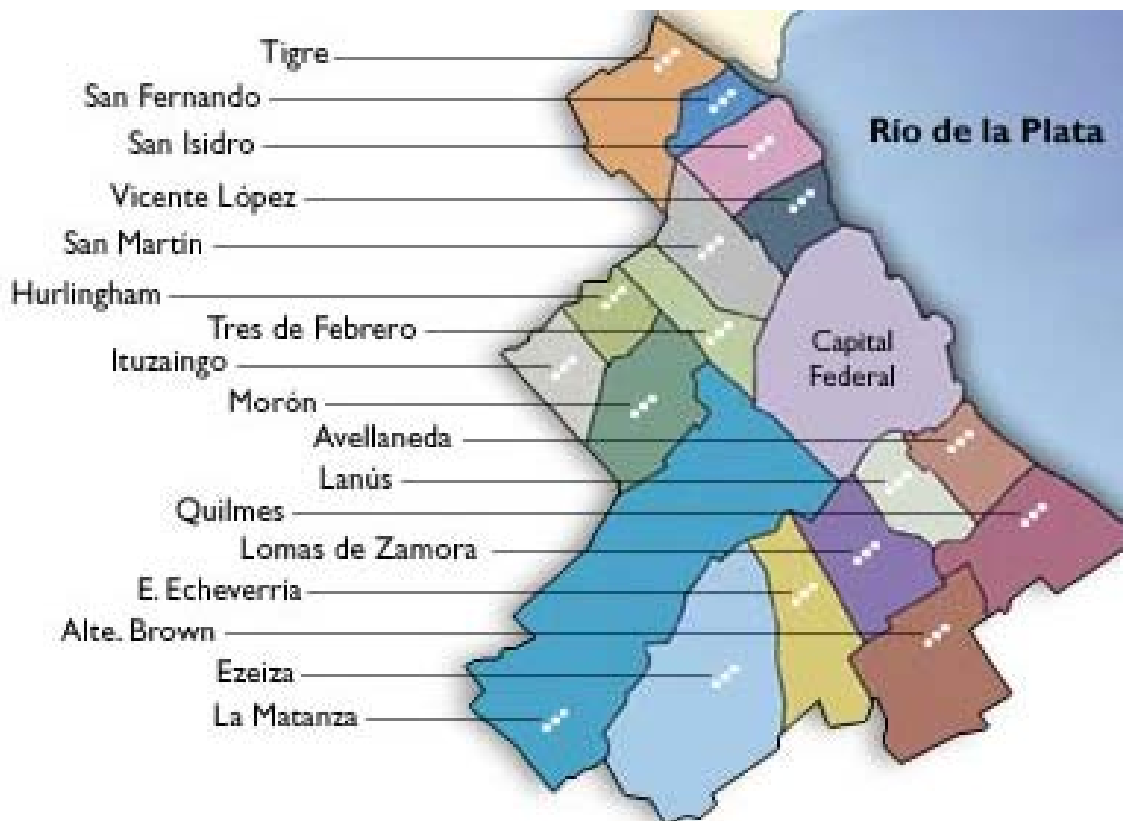 Tigre
San Fernando
San Isidro
Vicente López
San Martín
Hurlingham
Tres de Febrero
Ituzaingo
Morón
Avellaneda
Lanús
Quilmes
Lomas de Zamora
E. Echeverría
Alte. Brown
Ezeiza
La Matanza
Río de la Plata
Capital
Federal